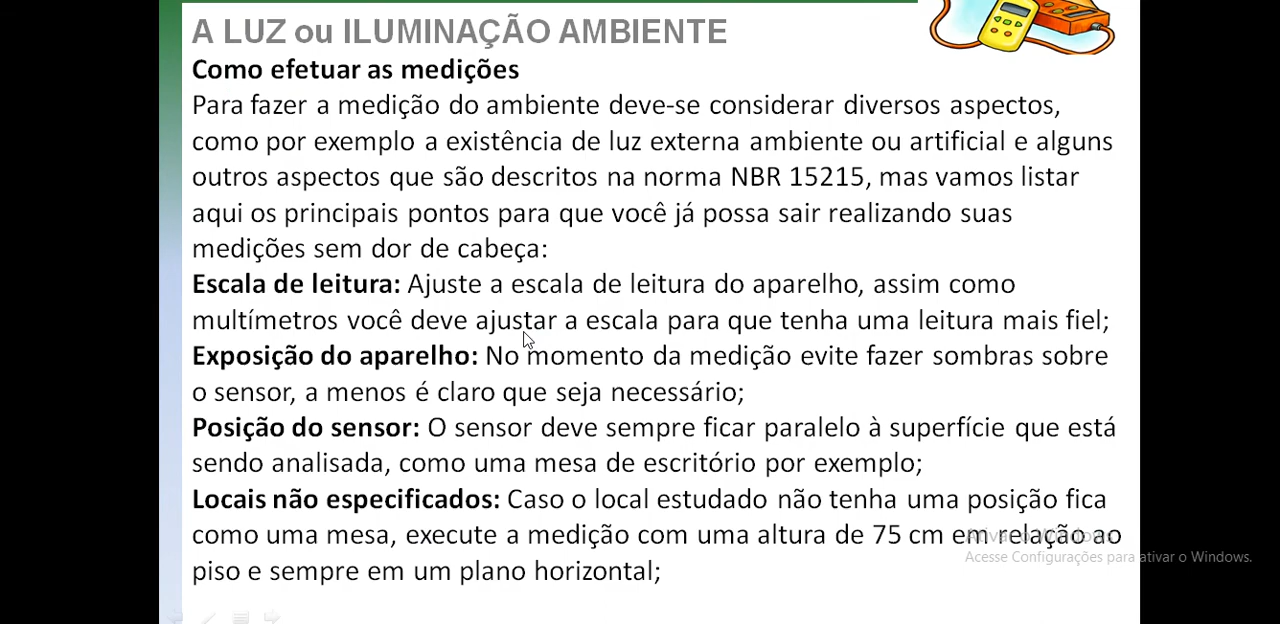 A LUZ ou ILUMINAÇÃO AMBIENTE
Como efetuar as medições
Para fazer a medição do ambiente deve-se considerar diversos aspectos,
como por exemplo a existência de luz externa ambiente ou artificial e alguns
outros aspectos que são descritos na norma NBR 15215, mas vamos listar
aqui os principais pontos para que você já possa sair realizando suas
medições sem dor de cabeça:
Escala de leitura: Ajuste a escala de leitura do aparelho, assim como
multímetros você deve ajustar a escala para que tenha uma leitura mais fiel;
Exposição do aparelho: No momento da medição evite fazer sombras sobre
o sensor, a menos é claro que seja necessário;
Posição do sensor: O sensor deve sempre ficar paralelo à superfície que está
sendo analisada, como uma mesa de escritório por exemplo;
Locais não especificados: Caso o local estudado não tenha uma posição fica
como uma mesa, execute a medição com uma altura de 75 cm em relação ao
piso e sempre em um plano horizontal;
Ativar o Windows
Acesse Configurações para ativar o Windows.